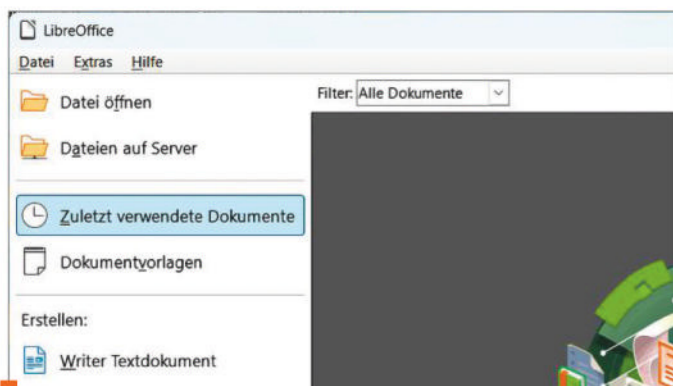 LibreOffice
Datei Extras Hilfe
Datei öffnen
Filter: Alle Dokumente
Dateien auf Server
Zuletzt verwendete Dokumente
Dokumentvorlagen
Erstellen:
Writer Textdokument